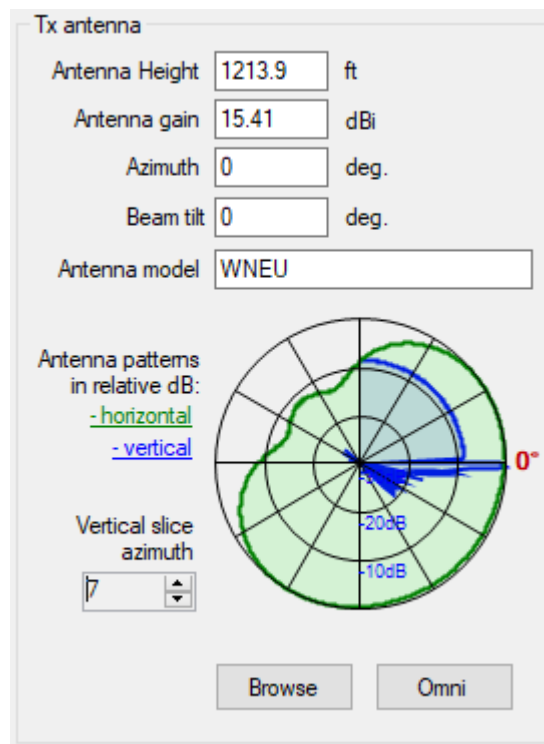 Tx antenna
Antenna Height 1213.9 ft
Antenna gain 15.41 dBi
Azimuth 0 deg.
Beam tilt 0 deg.
Antenna model WNEU
Antenna patterns
in relative dB:
- horizontal
- vertical
0°
-20dB
-10dB
Vertical slice
azimuth
7
Browse Omni